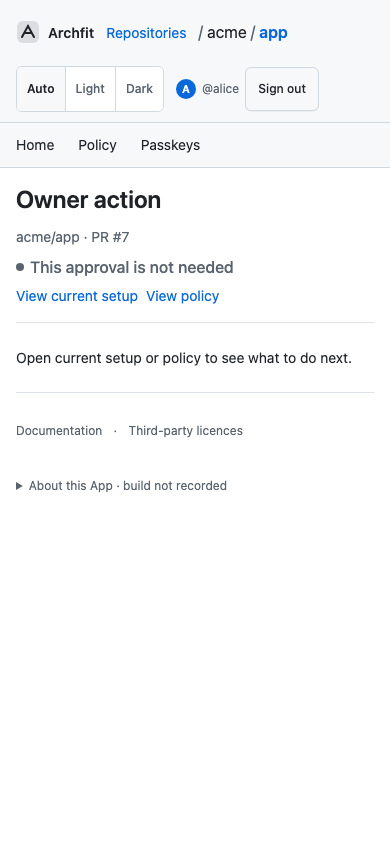 Archfit Repositories / acme / app
Auto Light Dark A @alice Sign out
Home Policy Passkeys
Owner action
acme/app · PR #7
This approval is not needed
View current setup View policy
Open current setup or policy to see what to do next.
Documentation · Third-party licences
About this App · build not recorded